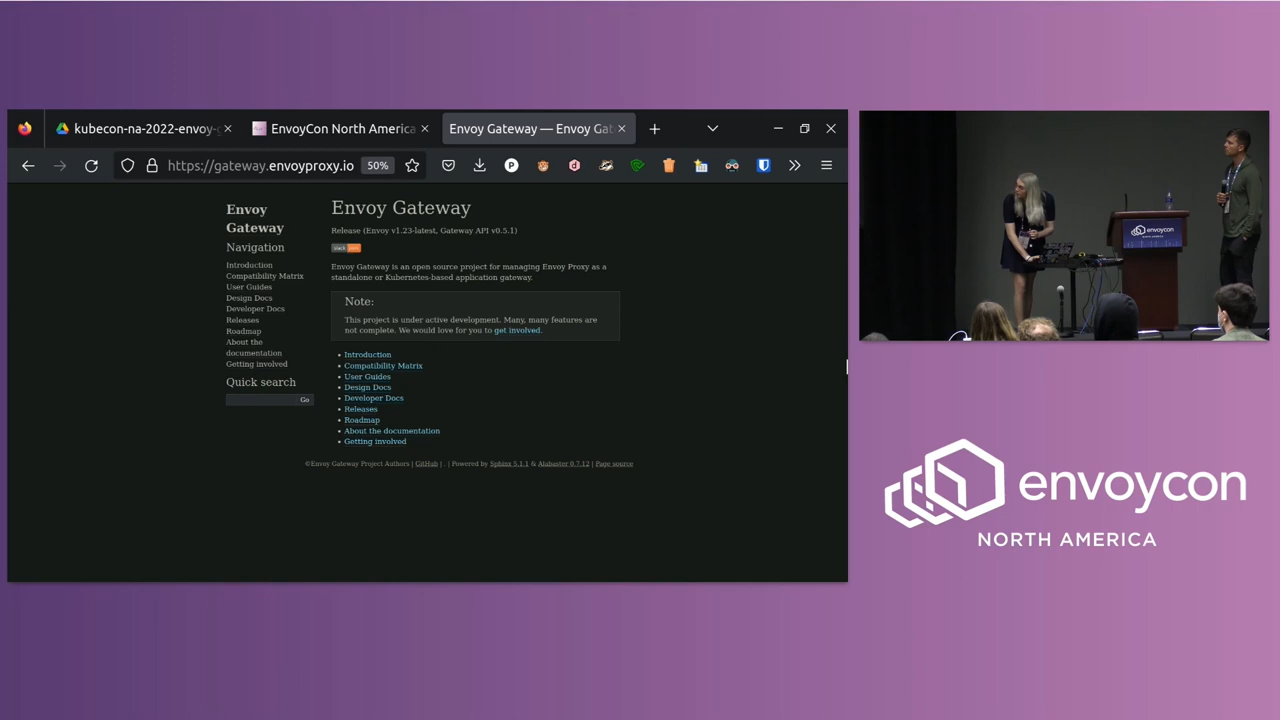 kubecon-na-2022-envoy-g
EnvoyCon North America
Envoy Gateway — Envoy Gat
https://gateway.envoyproxy.io
50%
Envoy
Gateway
Navigation
Introduction
Compatibility Matrix
User Guides
Design Docs
Developer Docs
Releases
Roadmap
About the
documentation
Getting involved
Quick search
Go
Envoy Gateway
Release (Envoy v1.23-latest, Gateway API v0.5.1)
slack
Envoy Gateway is an open source project for managing Envoy Proxy as a
standalone or Kubernetes-based application gateway.
Note:
This project is under active development. Many, many features are
not complete. We would love for you to get involved.
• Introduction
• Compatibility Matrix
• User Guides
• Design Docs
• Developer Docs
• Releases
• Roadmap
• About the documentation
• Getting involved
©Envoy Gateway Project Authors | GitHub | . | Powered by Sphinx 5.1.1 & Alabaster 0.7.12 | Page source
envoycon
NORTH AMERICA
envoycon
NORTH AMERICA